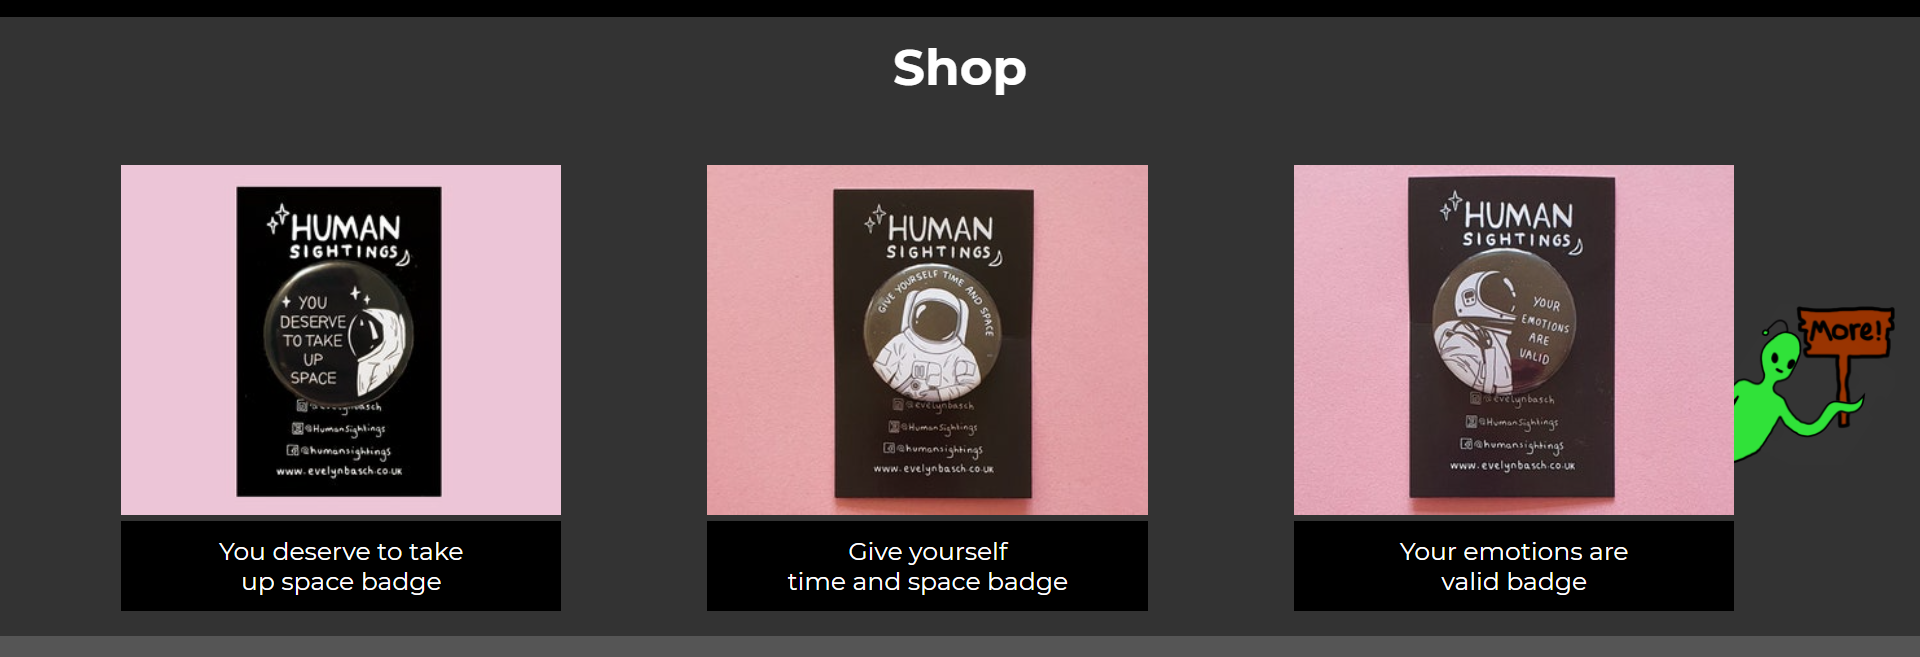 Shop
HUMAN
SIGHTINGS
YOU
DESERVE
TO TAKE
UP
SPACE
@evelynbasch
@HumanSightings
@humansightings
www.evelynbasch.co.uk
You deserve to take
up space badge
HUMAN
SIGHTINGS
GIVE YOURSELF TIME AND SPACE
@evelynbasch
@HumanSightings
@humansightings
www.evelynbasch.co.uk
Give yourself
time and space badge
HUMAN
SIGHTINGS
YOUR
EMOTIONS
ARE
VALID
@evelynbasch
@HumanSightings
@humansightings
www.evelynbasch.co.uk
Your emotions are
valid badge
More!